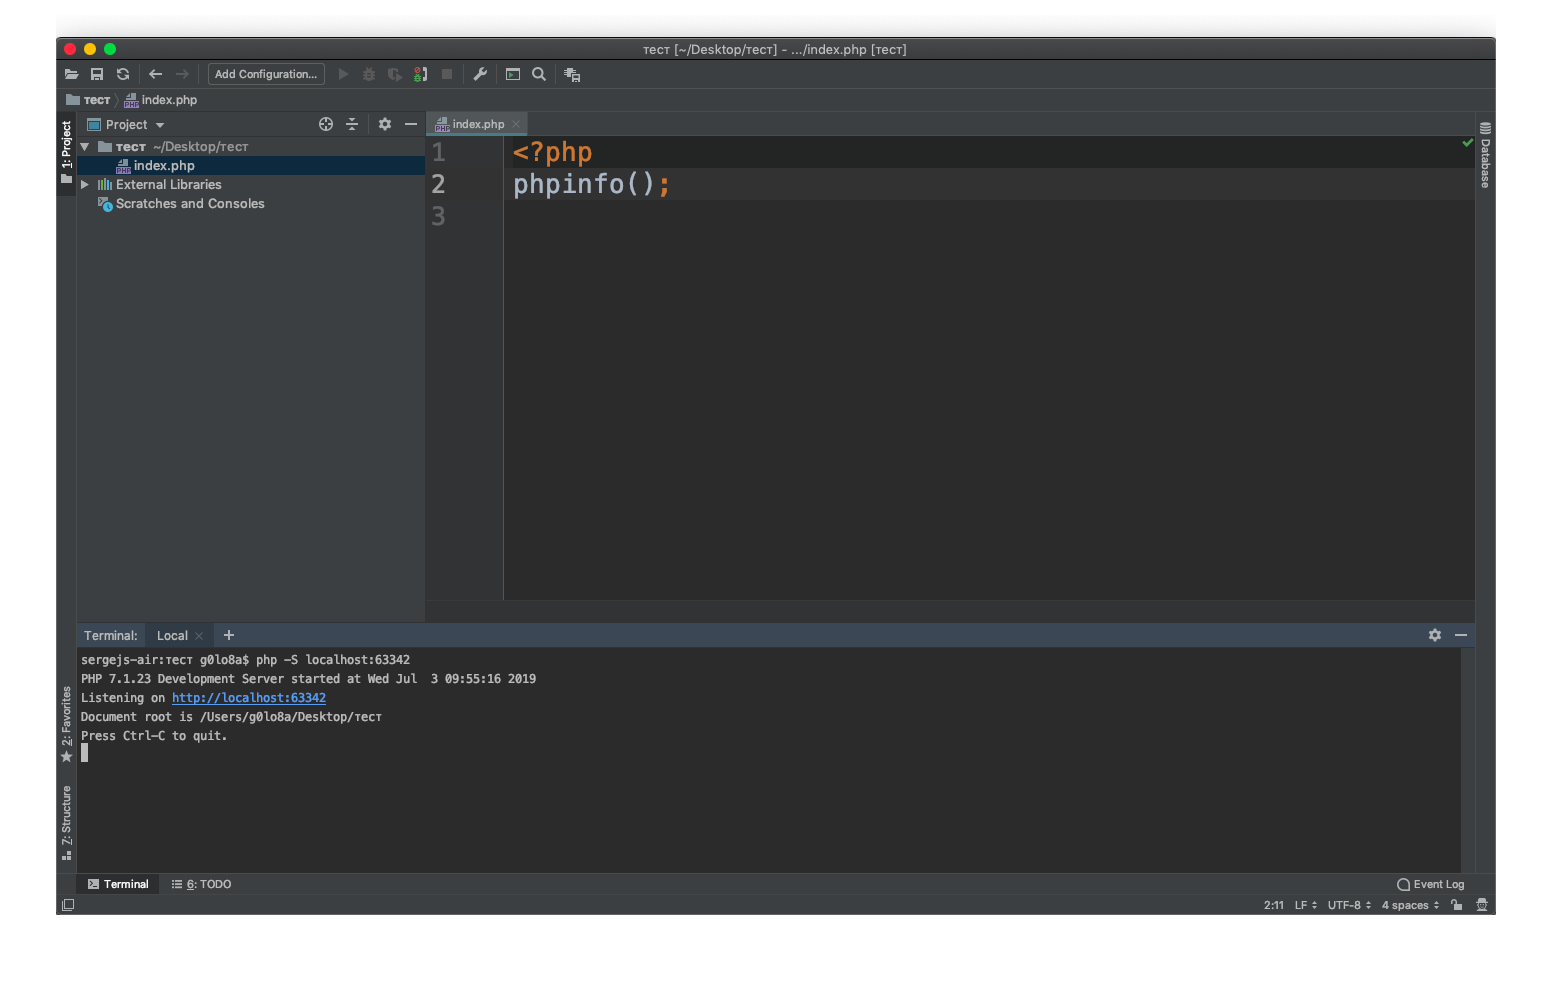 тест [~/Desktop/тест] - .../index.php [тест]
Add Configuration...
тест index.php
1: Project
Project
index.php
тест ~/Desktop/тест
index.php
External Libraries
Scratches and Consoles
1 <?php
2 phpinfo();
3
Database
Terminal: Local +
sergejs-air:тест g0lo8a$ php -S localhost:63342
PHP 7.1.23 Development Server started at Wed Jul  3 09:55:16 2019
Listening on http://localhost:63342
Document root is /Users/g0lo8a/Desktop/тест
Press Ctrl-C to quit.
2: Favorites
Z: Structure
Terminal 6: TODO Event Log
2:11 LF UTF-8 4 spaces